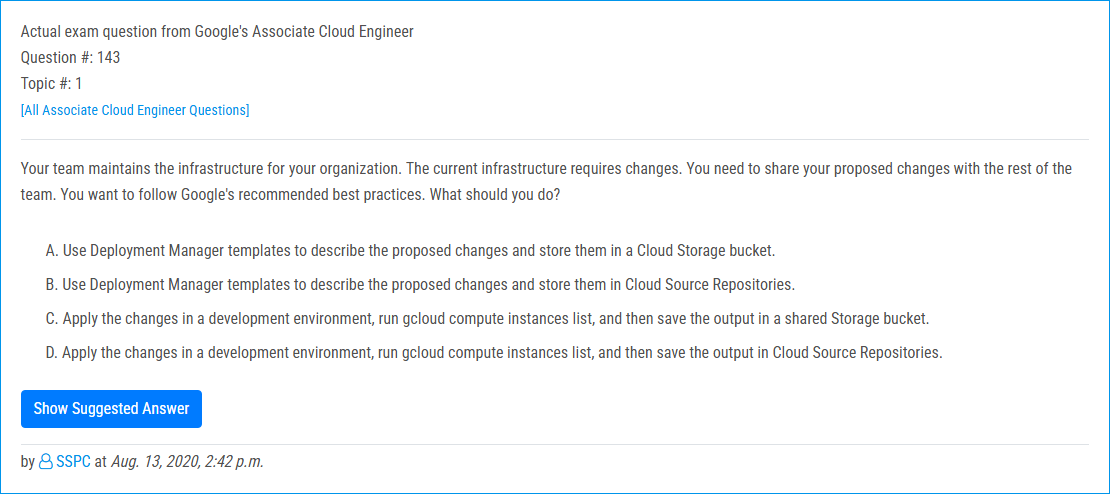 Actual exam question from Google's Associate Cloud Engineer
Question #: 143
Topic #: 1
[All Associate Cloud Engineer Questions]
Your team maintains the infrastructure for your organization. The current infrastructure requires changes. You need to share your proposed changes with the rest of the
team. You want to follow Google's recommended best practices. What should you do?
A. Use Deployment Manager templates to describe the proposed changes and store them in a Cloud Storage bucket.
B. Use Deployment Manager templates to describe the proposed changes and store them in Cloud Source Repositories.
C. Apply the changes in a development environment, run gcloud compute instances list, and then save the output in a shared Storage bucket.
D. Apply the changes in a development environment, run gcloud compute instances list, and then save the output in Cloud Source Repositories.
Show Suggested Answer
by SSPC at Aug. 13, 2020, 2:42 p.m.